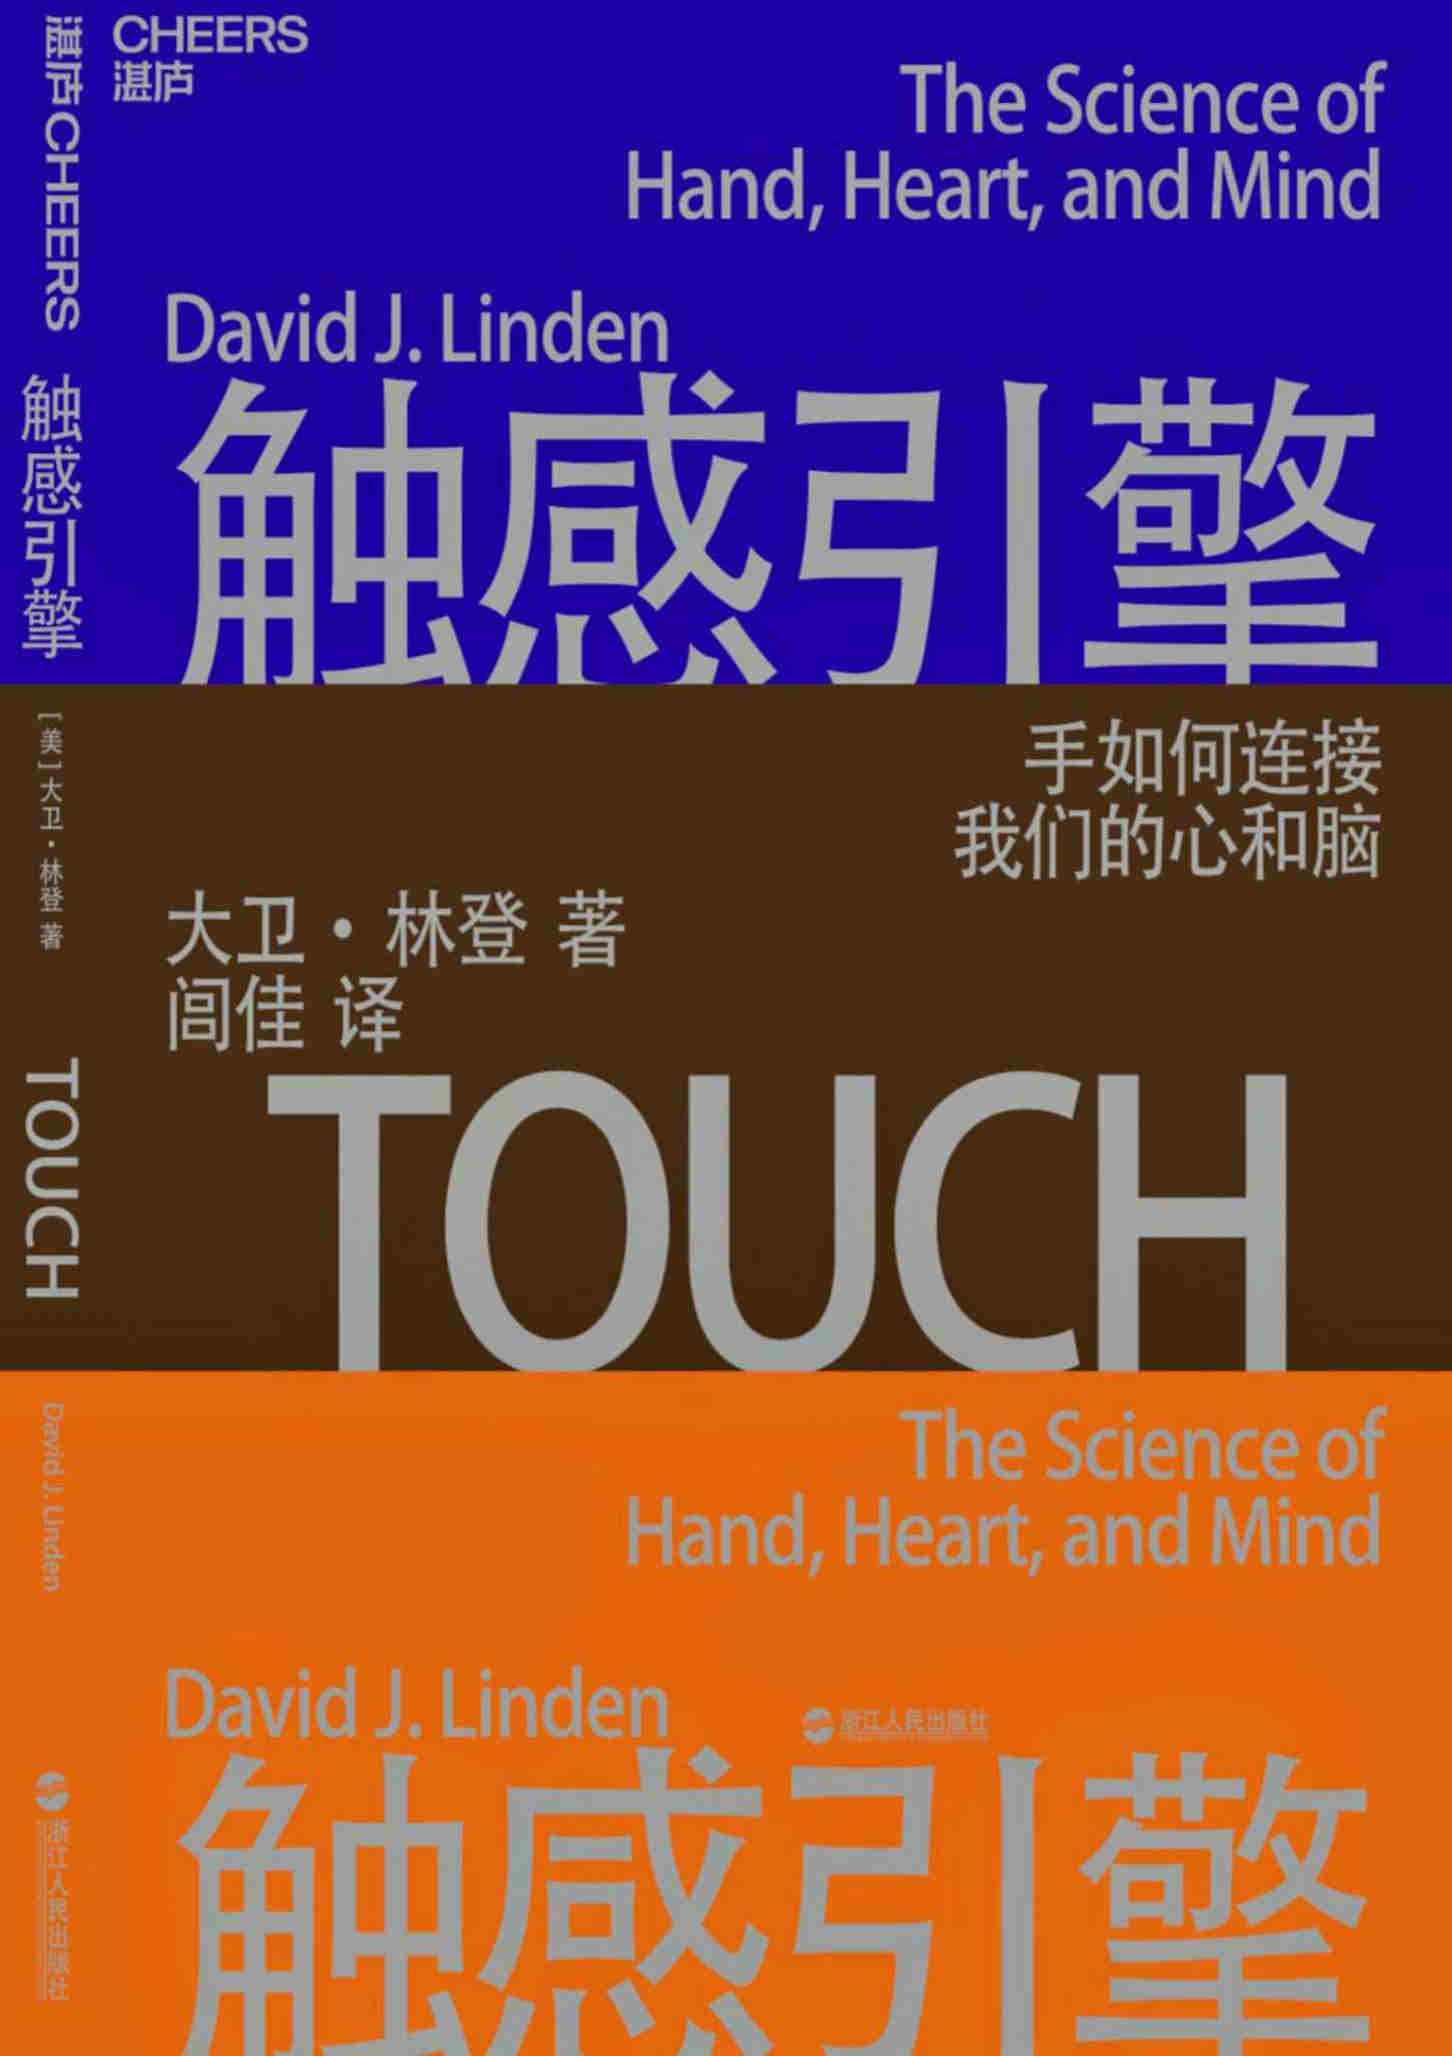 湛庐CHEERS
触感引擎
[美]大卫·林登 著
TOUCH
David J. Linden
浙江人民出版社
CHEERS
湛庐
The Science of
Hand, Heart, and Mind
David J. Linden
触感引擎
手如何连接
我们的心和脑
大卫·林登 著
闾佳 译
TOUCH
The Science of
Hand, Heart, and Mind
David J. Linden
浙江人民出版社
触感引擎